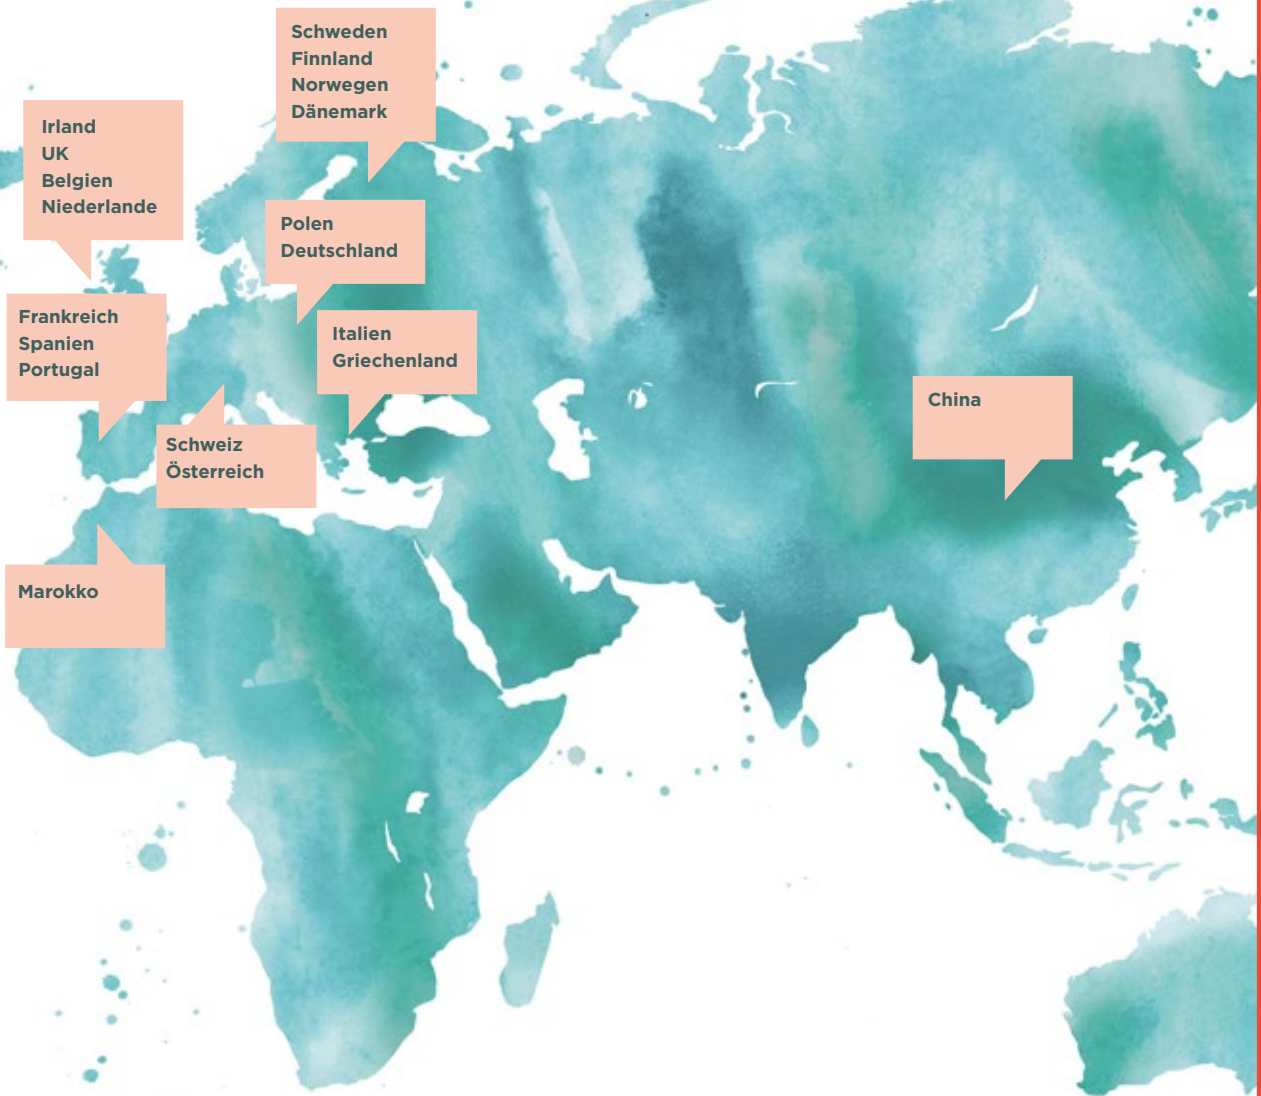 Schweden
Finnland
Norwegen
Dänemark
Irland
UK
Belgien
Niederlande
Polen
Deutschland
Frankreich
Spanien
Portugal
Italien
Griechenland
China
Schweiz
Österreich
Marokko